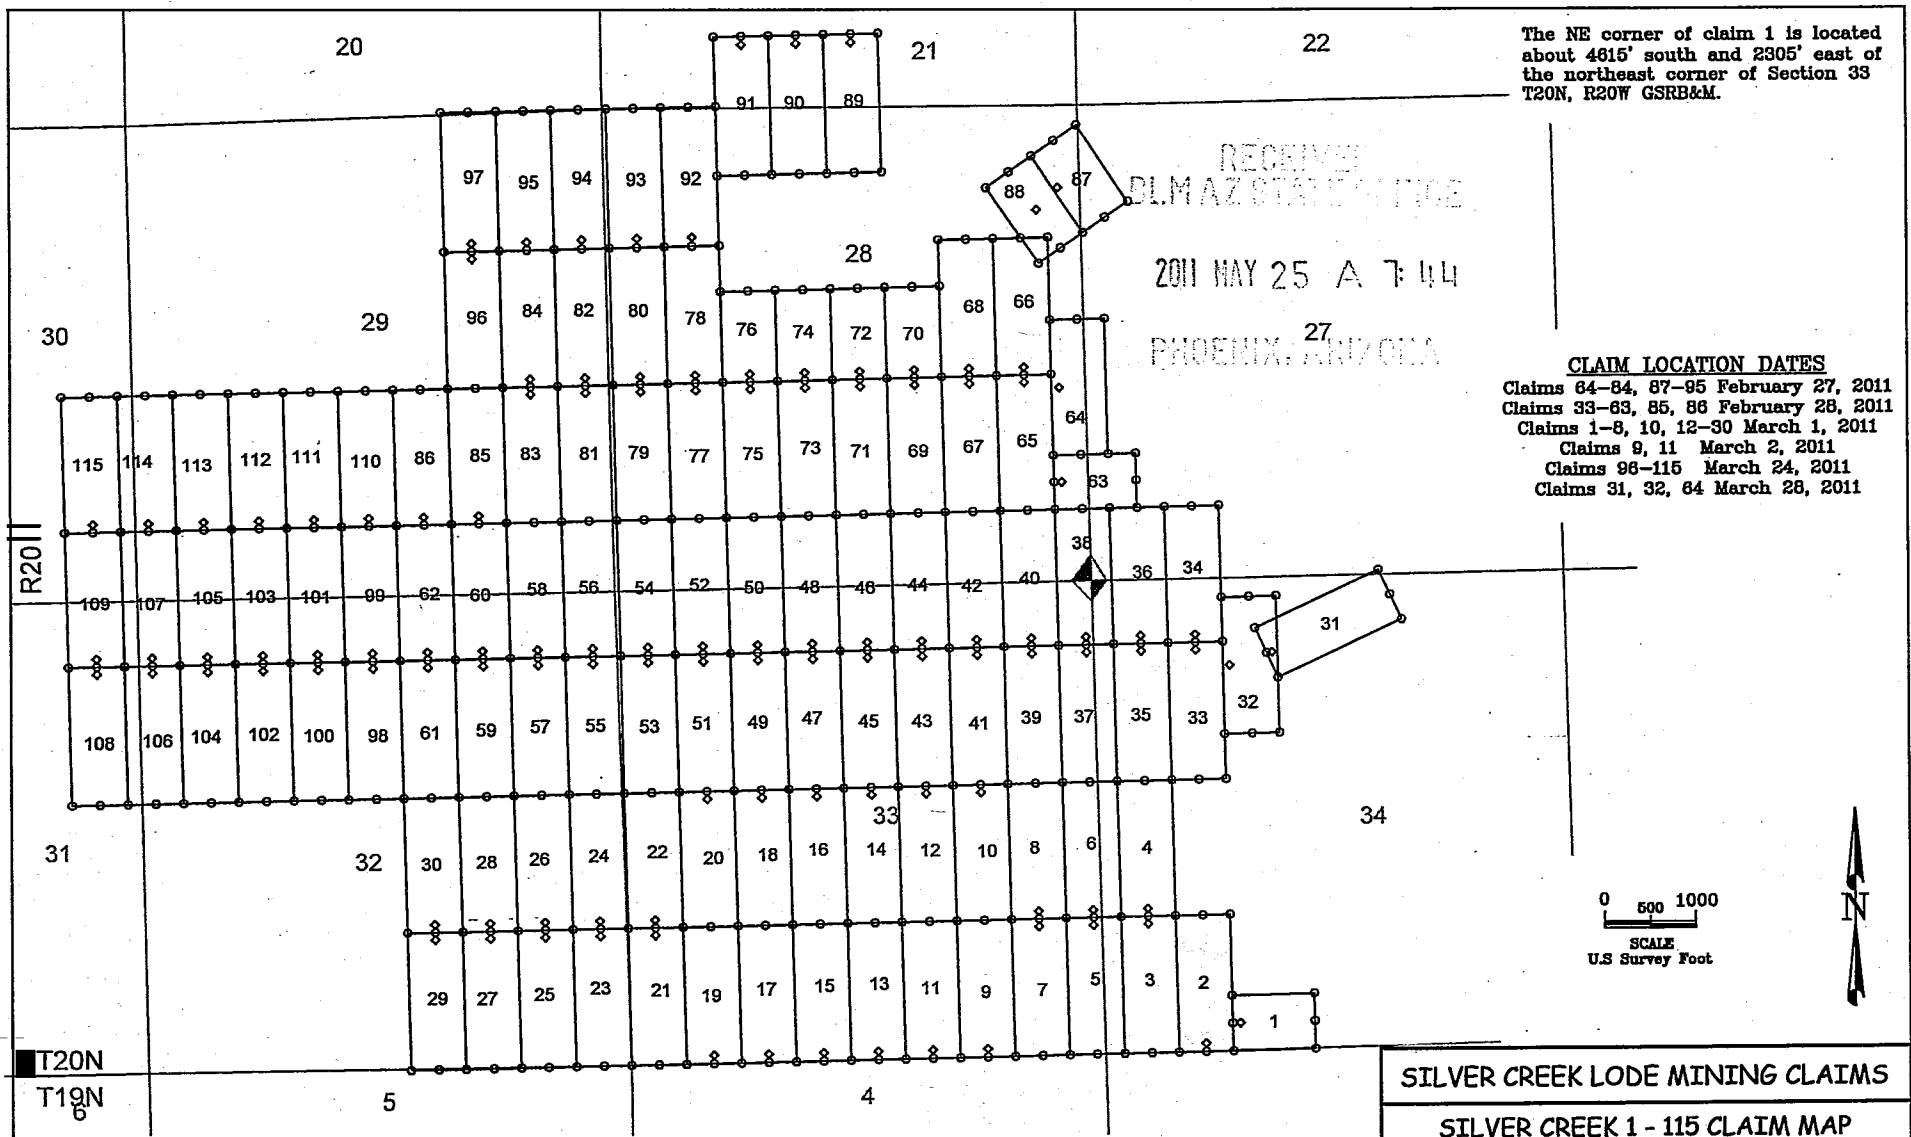 20
21
22
The NE corner of claim 1 is located
about 4615' south and 2305' east of
the northeast corner of Section 33
T20N, R20W GSRB&M.
91 90 89
97 95 94 93 92
88 87
RECEIVED
BLM AZ STATE OFFICE
28
2011 MAY 25 A 7:44
PHOENIX, ARIZONA
27
30
29
96 84 82 80 78 76 74 72 70 68 66
64
CLAIM LOCATION DATES
Claims 64-84, 87-95 February 27, 2011
Claims 33-63, 85, 86 February 28, 2011
Claims 1-8, 10, 12-30 March 1, 2011
Claims 9, 11 March 2, 2011
Claims 96-115 March 24, 2011
Claims 31, 32, 64 March 28, 2011
115 114 113 112 111 110 86 85 83 81 79 77 75 73 71 69 67 65
63
R20
109 107 105 103 101 99 62 60 58 56 54 52 50 48 46 44 42 40 38 36 34
31
32
108 106 104 102 100 98 61 59 57 55 53 51 49 47 45 43 41 39 37 35 33
33
34
31
32
30 28 26 24 22 20 18 16 14 12 10 8 6 4
29 27 25 23 21 19 17 15 13 11 9 7 5 3 2
1
0 500 1000
SCALE
U.S Survey Foot
N
T20N
T19N
6
5
4
SILVER CREEK LODE MINING CLAIMS
SILVER CREEK 1 - 115 CLAIM MAP